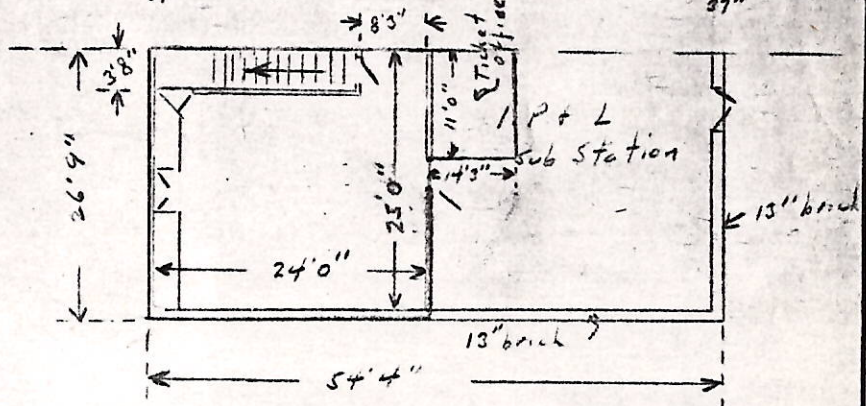 8'3"
37"
3'8"
Ticket
office
11'0"
I P + L
Sub Station
14'3"
26'9"
25'0"
13" brick
24'0"
13" brick
54'4"